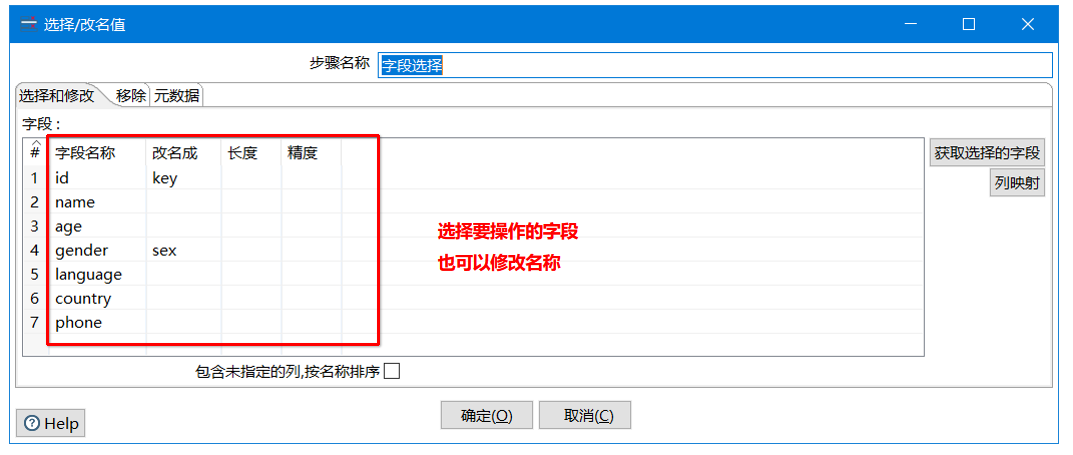 选择/改名值
步骤名称 字段选择
选择和修改 移除 元数据
字段 :
# 字段名称 改名成 长度 精度
1 id key
2 name
3 age
4 gender sex
5 language
6 country
7 phone
获取选择的字段
列映射
选择要操作的字段
也可以修改名称
包含未指定的列,按名称排序
Help 确定(O) 取消(C)